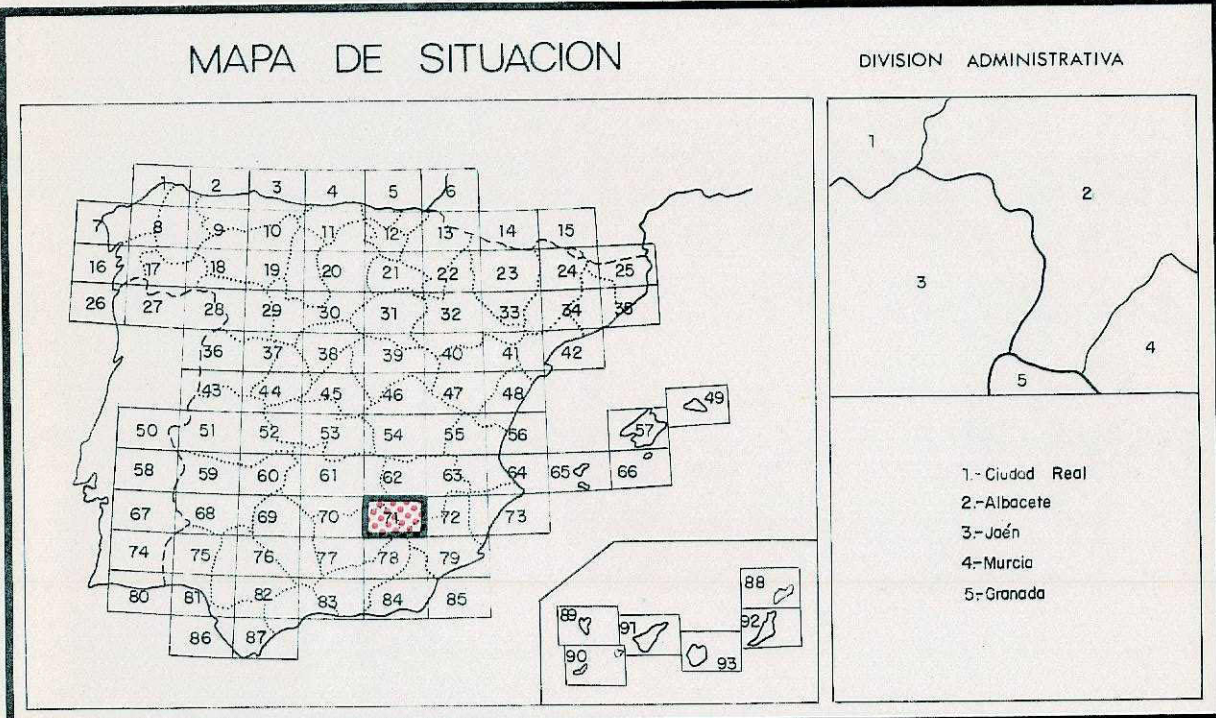 MAPA DE SITUACION
DIVISION ADMINISTRATIVA
1 2 3 4 5 6
7 8 9 10 11 12 13 14 15
16 17 18 19 20 21 22 23 24 25
26 27 28 29 30 31 32 33 34 35
36 37 38 39 40 41 42
43 44 45 46 47 48 49
50 51 52 53 54 55 56 57
58 59 60 61 62 63 64 65 66
67 68 69 70 71 72 73
74 75 76 77 78 79
80 81 82 83 84 85
86 87
88
89 91 92
90 93
1
2
3
4
5
1.- Ciudad Real
2.-Albacete
3.-Jaén
4.-Murcia
5.-Granada